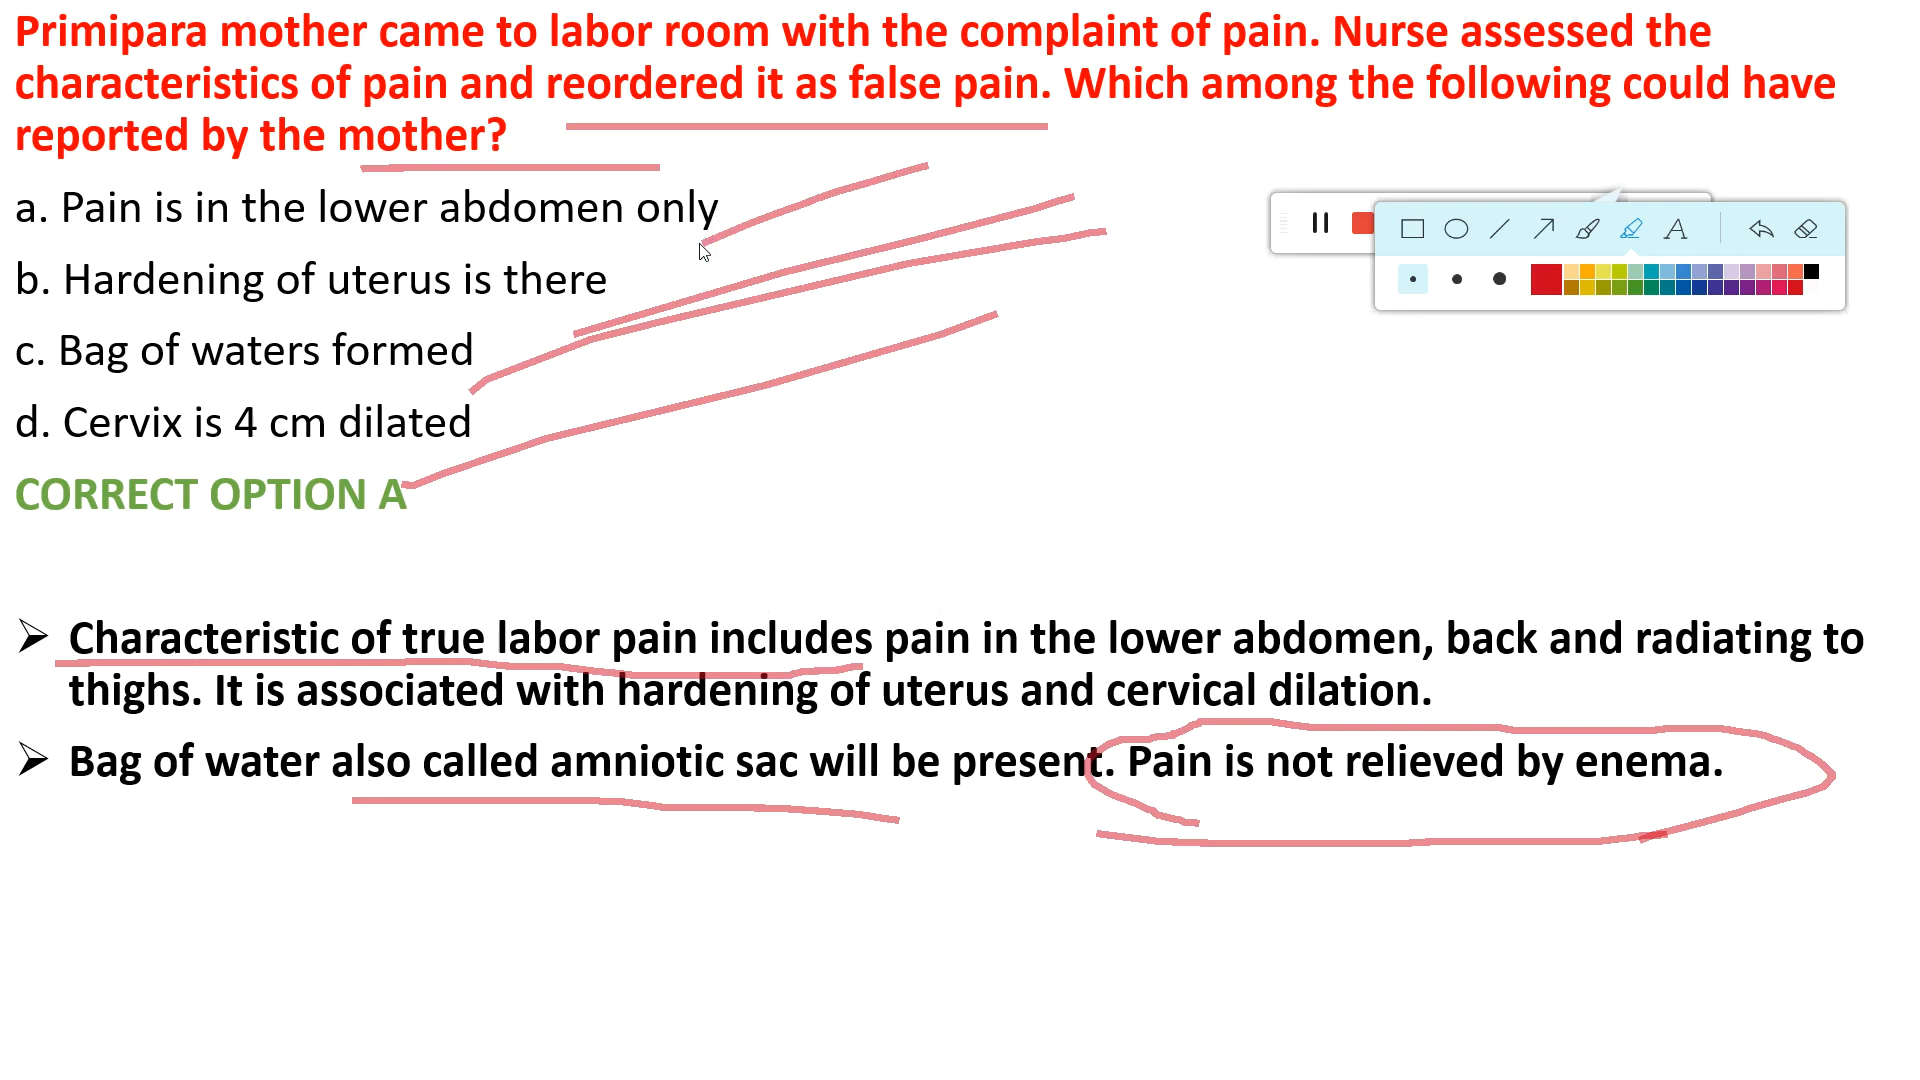 Primipara mother came to labor room with the complaint of pain. Nurse assessed the
characteristics of pain and reordered it as false pain. Which among the following could have
reported by the mother?
a. Pain is in the lower abdomen only
b. Hardening of uterus is there
c. Bag of waters formed
d. Cervix is 4 cm dilated
CORRECT OPTION A
➢ Characteristic of true labor pain includes pain in the lower abdomen, back and radiating to
thighs. It is associated with hardening of uterus and cervical dilation.
➢ Bag of water also called amniotic sac will be present. Pain is not relieved by enema.